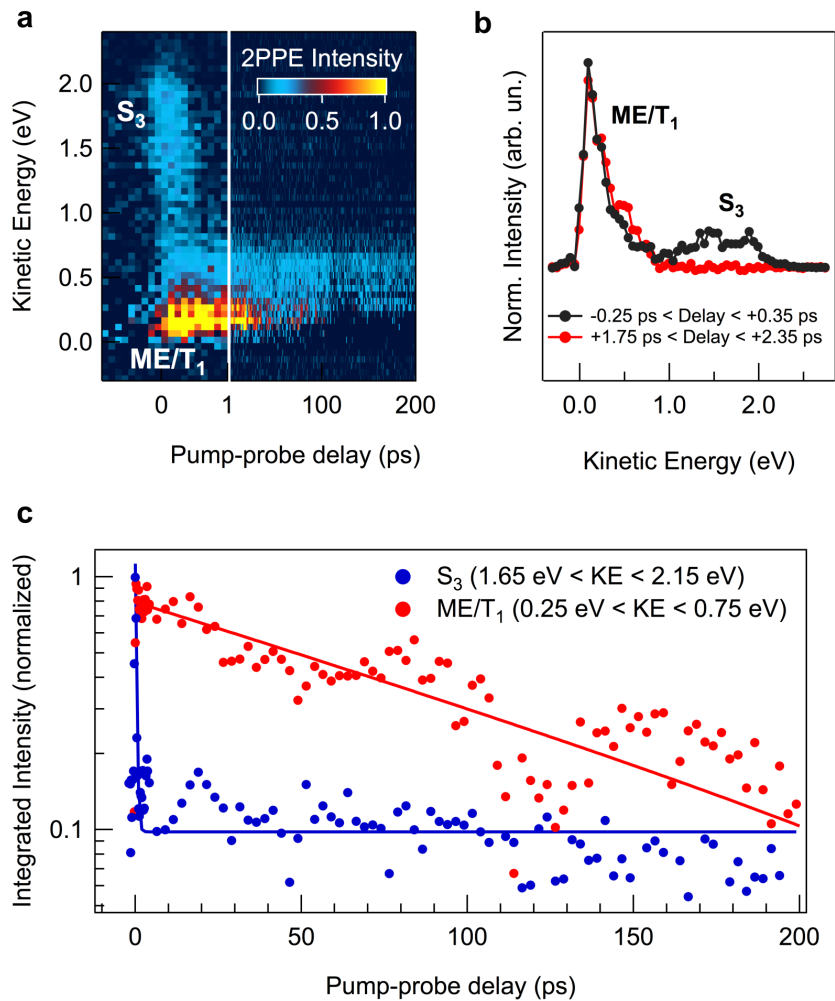 a
2PPE Intensity
0.0 0.5 1.0
S3
ME/T1
Kinetic Energy (eV)
2.0
1.0
0.5
0.0
0 1 100 200
Pump-probe delay (ps)
b
ME/T1
S3
Norm. Intensity (arb. un.)
-0.25 ps < Delay < +0.35 ps
+1.75 ps < Delay < +2.35 ps
0.0 1.0 2.0
Kinetic Energy (eV)
c
S3 (1.65 eV < KE < 2.15 eV)
ME/T1 (0.25 eV < KE < 0.75 eV)
Integrated Intensity (normalized)
1
0.1
0 50 100 150 200
Pump-probe delay (ps)